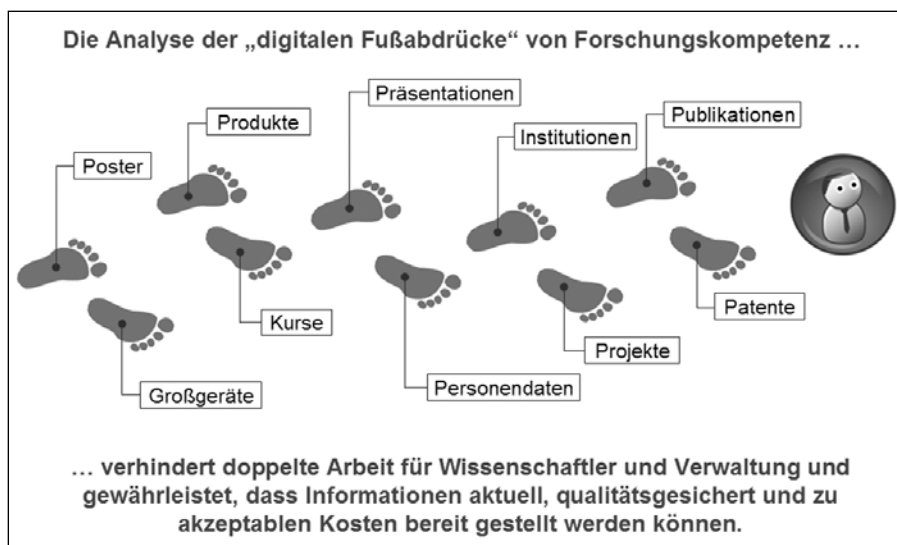 Die Analyse der „digitalen Fußabdrücke“ von Forschungskompetenz …
Präsentationen
Publikationen
Produkte
Institutionen
Poster
Kurse
Patente
Projekte
Personendaten
Großgeräte
… verhindert doppelte Arbeit für Wissenschaftler und Verwaltung und
gewährleistet, dass Informationen aktuell, qualitätsgesichert und zu
akzeptablen Kosten bereit gestellt werden können.